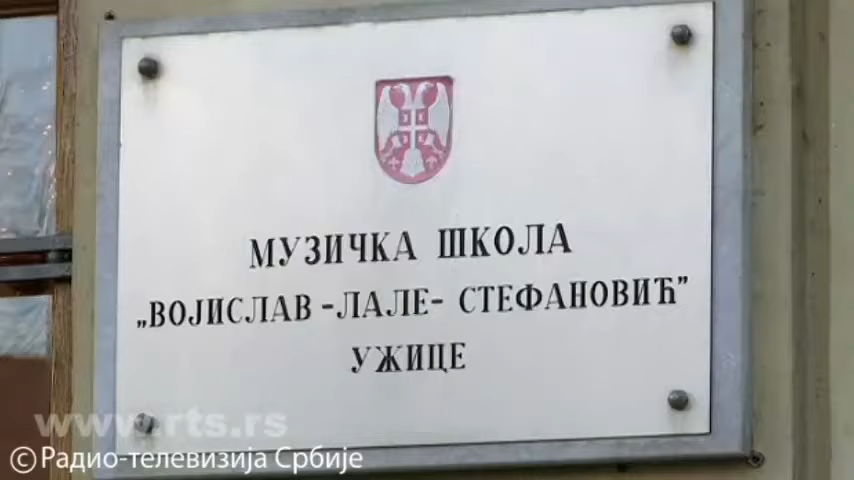 МУЗИЧКА ШКОЛА
„ВОЈИСЛАВ -ЛАЛЕ- СТЕФАНОВИЋ”
УЖИЦЕ
www.rts.rs
©Радио-телевизија Србије